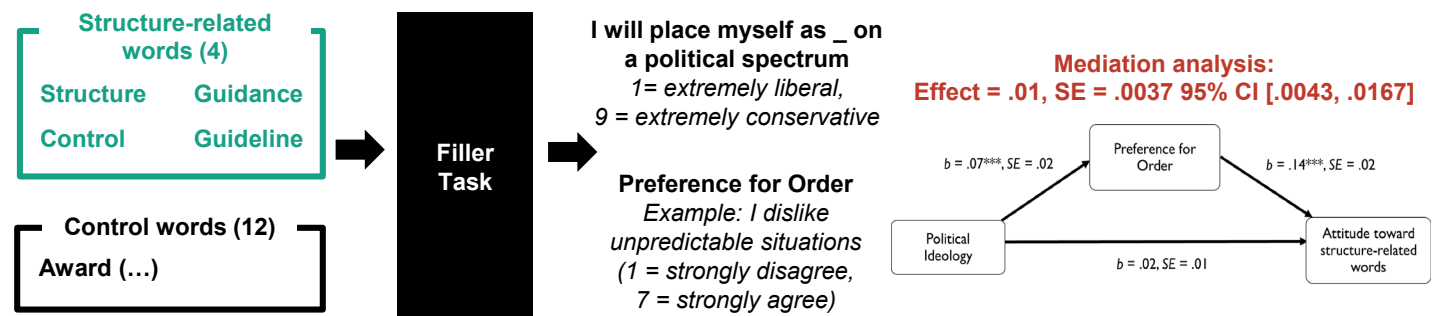 Structure-related
words (4)
Structure Guidance
Control Guideline
Control words (12)
Award (…)
Filler
Task
I will place myself as _ on
a political spectrum
1= extremely liberal,
9 = extremely conservative
Preference for Order
Example: I dislike
unpredictable situations
(1 = strongly disagree,
7 = strongly agree)
Mediation analysis:
Effect = .01, SE = .0037 95% CI [.0043, .0167]
Preference for
Order
b = .07***, SE = .02
b = .14***, SE = .02
Political
Ideology
Attitude toward
structure-related
words
b = .02, SE = .01